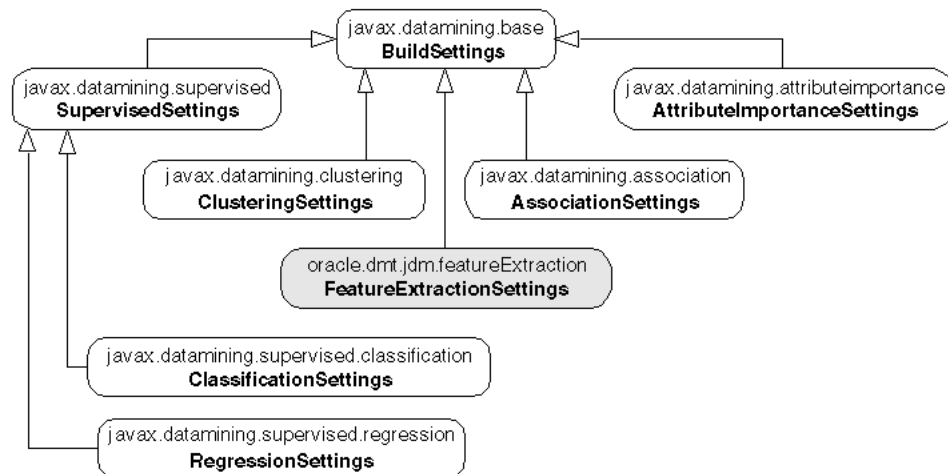 javax.datamining.base
BuildSettings
javax.datamining.supervised
SupervisedSettings
javax.datamining.attributeimportance
AttributeImportanceSettings
javax.datamining.clustering
ClusteringSettings
javax.datamining.association
AssociationSettings
oracle.dmt.jdm.featureExtraction
FeatureExtractionSettings
javax.datamining.supervised.classification
ClassificationSettings
javax.datamining.supervised.regression
RegressionSettings